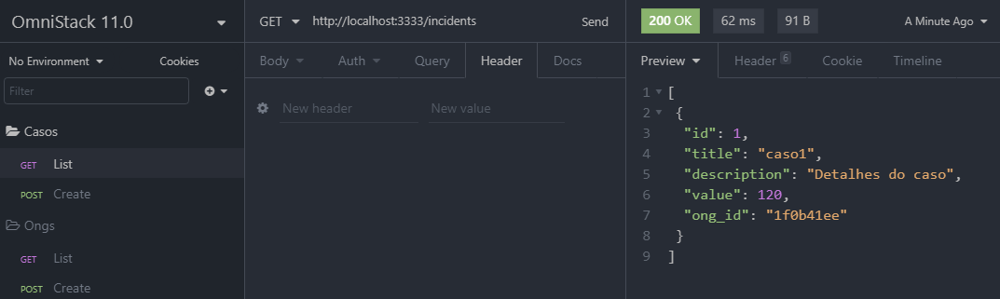 OmniStack 11.0
No Environment
Cookies
Filter
Casos
GET List
POST Create
Ongs
GET List
POST Create
GET http://localhost:3333/incidents Send
Body Auth Query Header Docs
New header New value
200 OK 62 ms 91 B A Minute Ago
Preview Header 6 Cookie Timeline
1 [
2 {
3 "id": 1,
4 "title": "caso1",
5 "description": "Detalhes do caso",
6 "value": 120,
7 "ong_id": "1f0b41ee"
8 }
9 ]